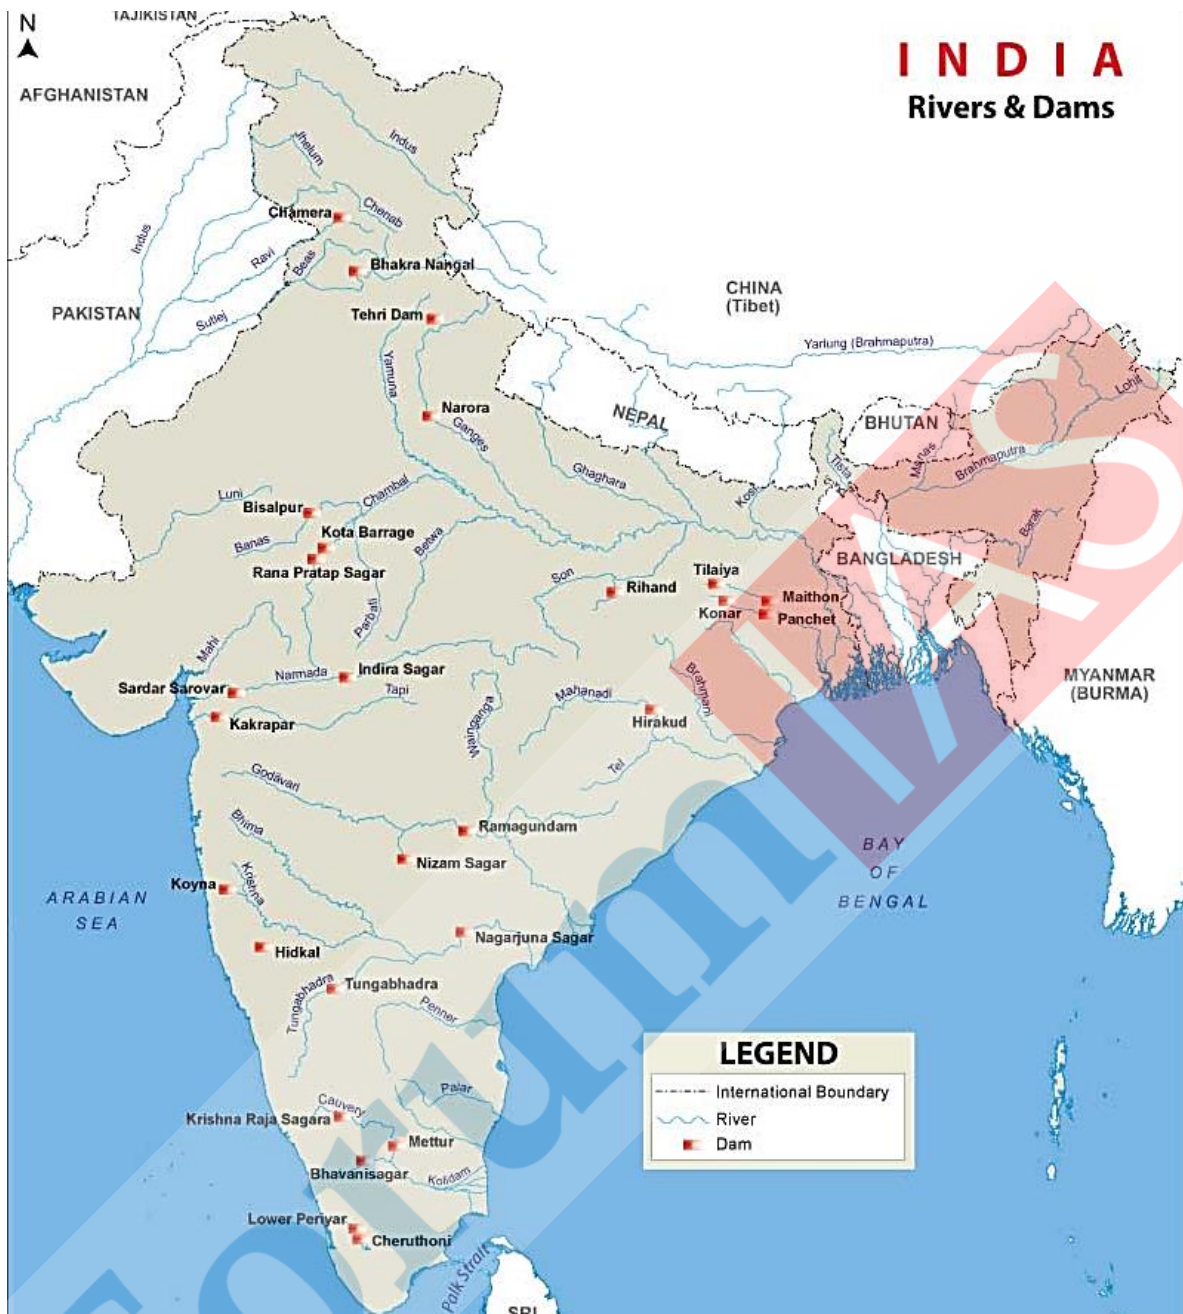 N
TAJIKISTAN
INDIA
Rivers & Dams
AFGHANISTAN
Indus
Jhelum
Chenab
Chamera
Indus
Ravi
Beas
Bhakra Nangal
PAKISTAN
Sutlej
Tehri Dam
CHINA
(Tibet)
Yarlung (Brahmaputra)
Yamuna
Narora
Ganges
NEPAL
BHUTAN
Lohit
Manas
Brahmaputra
Tista
Ghaghara
Kosi
Luni
Chambal
Bisalpur
Kota Barrage
Banas
Betwa
Rana Pratap Sagar
Barak
BANGLADESH
Son
Rihand
Tilaiya
Maithon
Konar
Panchet
Parbati
Mahi
Narmada
Indira Sagar
Sardar Sarovar
Tapi
Kakrapar
Wainganga
Mahanadi
Brahmani
Hirakud
MYANMAR
(BURMA)
Tel
Godavari
Ramagundam
Bhima
Nizam Sagar
BAY
OF
BENGAL
Koyna
Krishna
ARABIAN
SEA
Hidkal
Nagarjuna Sagar
Tungabhadra
Tungabhadra
Penner
LEGEND
International Boundary
River
Dam
Palar
Cauvery
Krishna Raja Sagara
Mettur
Bhavanisagar
Kollidam
Lower Periyar
Cheruthoni
Palk Strait
SRI
forumIAS